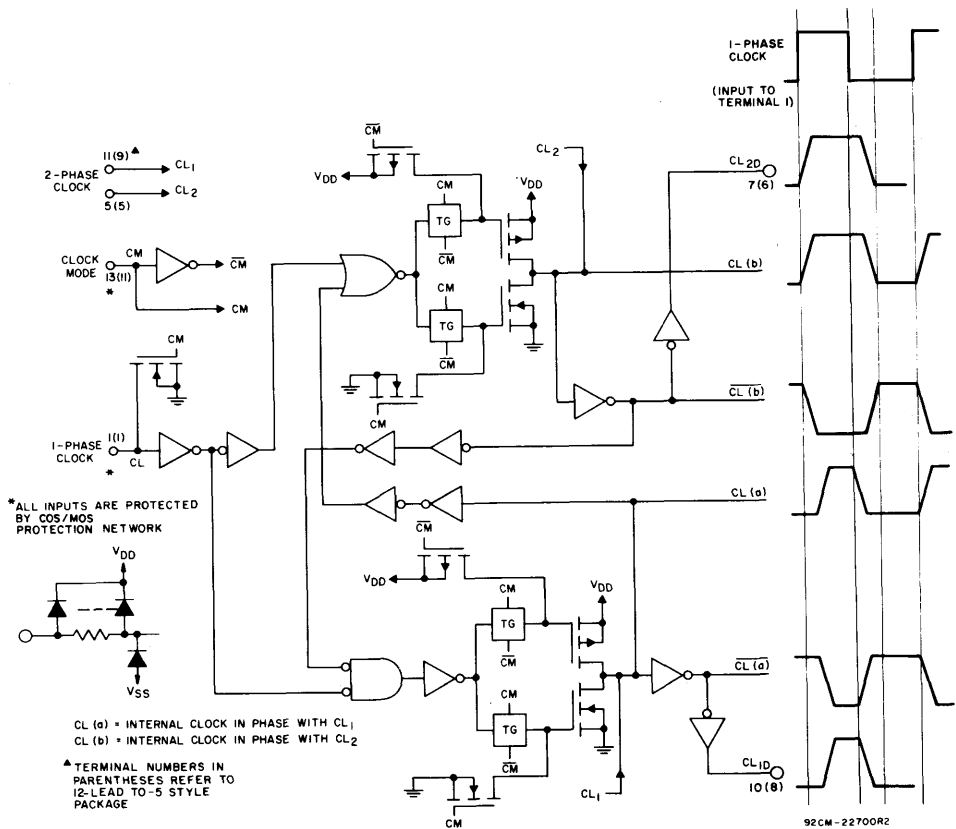 1-PHASE
CLOCK
(INPUT TO
TERMINAL 1)
11(9) ▲
CL1
2-PHASE
CLOCK
CL2
5(5)
CLOCK
MODE
CM
C̅M̅
13(11)
*
CM
CM
1-PHASE
CLOCK
1(1)
*
CL
*ALL INPUTS ARE PROTECTED
BY COS/MOS
PROTECTION NETWORK
VDD
VSS
C̅M̅
VDD
CM
TG
C̅M̅
C̅M̅
TG
C̅M̅
CM
VDD
CL2
CL2D
7(6)
CL(b)
C̅L̅(̅b̅)̅
CL(a)
C̅M̅
VDD
CM
TG
C̅M̅
CM
TG
C̅M̅
CM
VDD
CL1
C̅L̅(̅a̅)̅
CL1D
10(8)
CL(a) = INTERNAL CLOCK IN PHASE WITH CL1
CL(b) = INTERNAL CLOCK IN PHASE WITH CL2
▲ TERMINAL NUMBERS IN
PARENTHESES REFER TO
12-LEAD TO-5 STYLE
PACKAGE
92CM-22700R2